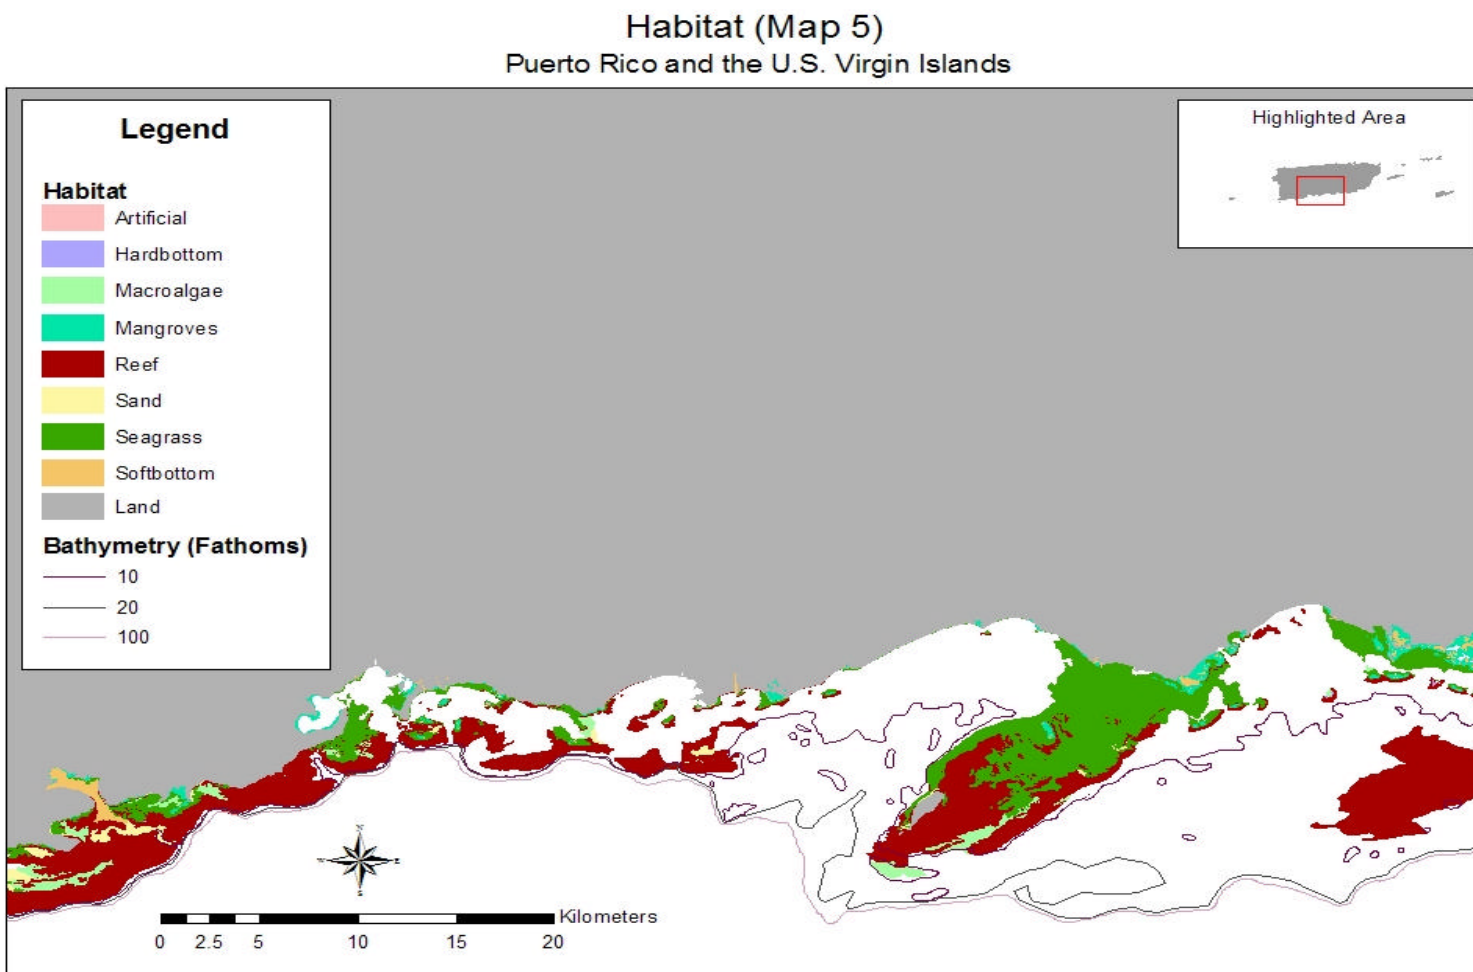 Habitat (Map 5)
Puerto Rico and the U.S. Virgin Islands
Legend
Habitat
Artificial
Hardbottom
Macroalgae
Mangroves
Reef
Sand
Seagrass
Softbottom
Land
Bathymetry (Fathoms)
10
20
100
Highlighted Area
N
W E
S
Kilometers
0 2.5 5 10 15 20